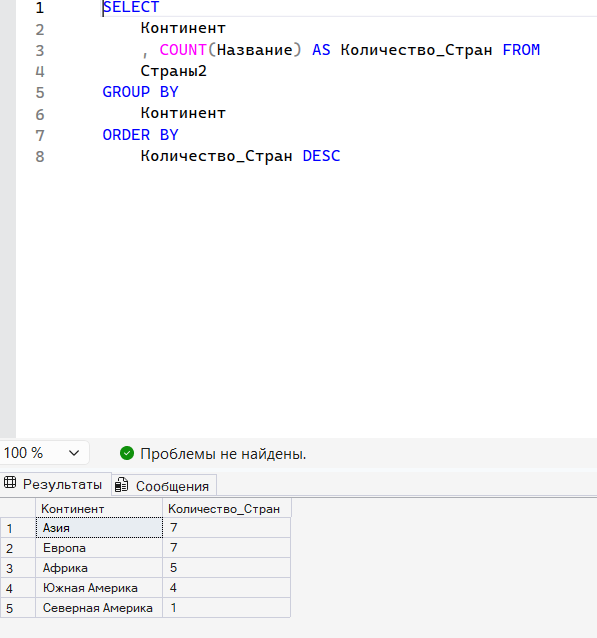 1 SELECT
2 Континент
3 , COUNT(Название) AS Количество_Стран FROM
4 Страны2
5 GROUP BY
6 Континент
7 ORDER BY
8 Количество_Стран DESC
100 % Проблемы не найдены.
Результаты Сообщения
Континент Количество_Стран
1 Азия 7
2 Европа 7
3 Африка 5
4 Южная Америка 4
5 Северная Америка 1